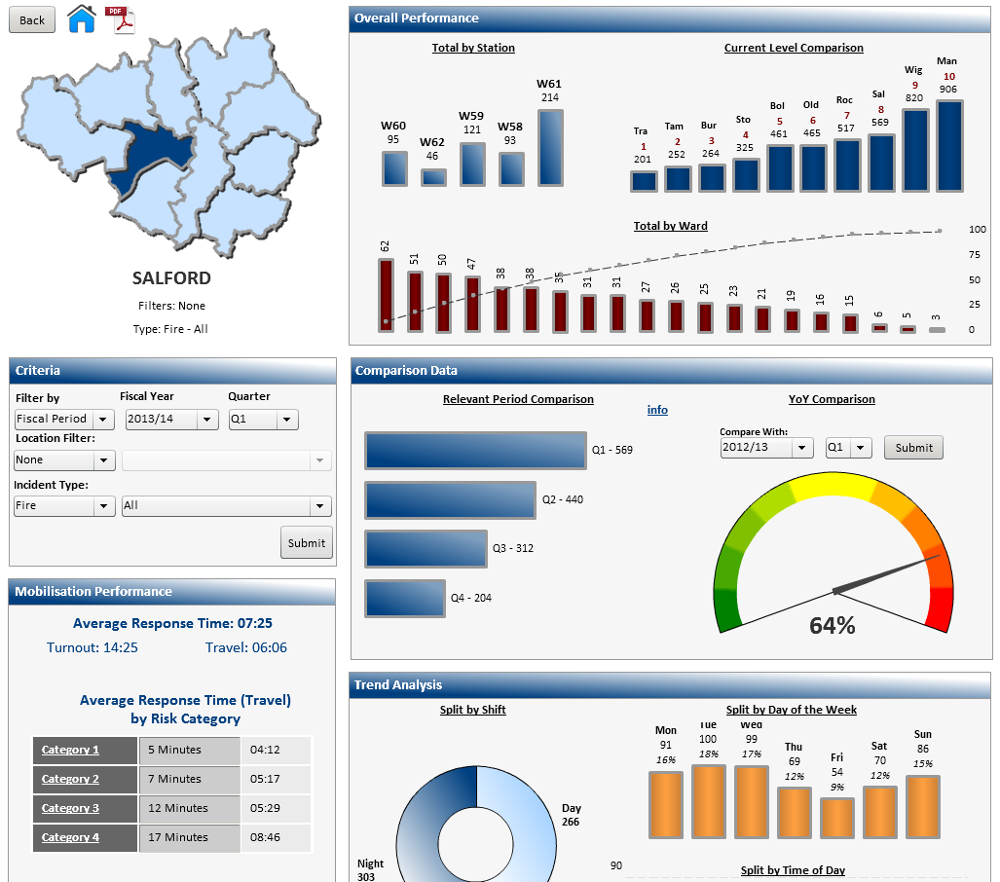 Back
PDF
SALFORD
Filters: None
Type: Fire - All
Overall Performance
Total by Station
W60
95
W62
46
W59
121
W58
93
W61
214
Current Level Comparison
Tra
1
201
Tam
2
252
Bur
3
264
Sto
4
325
Bol
5
461
Old
6
465
Roc
7
517
Sal
8
569
Wig
9
820
Man
10
906
Total by Ward
62 51 50 47 38 38 35 31 31 27 26 25 23 21 19 16 15 6 5 3
100
75
50
25
0
Criteria
Filter by Fiscal Year Quarter
Fiscal Period 2013/14 Q1
Location Filter:
None
Incident Type:
Fire All
Submit
Comparison Data
Relevant Period Comparison
info
Q1 - 569
Q2 - 440
Q3 - 312
Q4 - 204
YoY Comparison
Compare With:
2012/13 Q1 Submit
64%
Mobilisation Performance
Average Response Time: 07:25
Turnout: 14:25 Travel: 06:06
Average Response Time (Travel)
by Risk Category
Category 1 5 Minutes 04:12
Category 2 7 Minutes 05:17
Category 3 12 Minutes 05:29
Category 4 17 Minutes 08:46
Trend Analysis
Split by Shift
Day
266
Night
303
Split by Day of the Week
Mon
91
16%
Tue
100
18%
Wed
99
17%
Thu
69
12%
Fri
54
9%
Sat
70
12%
Sun
86
15%
90
Split by Time of Day